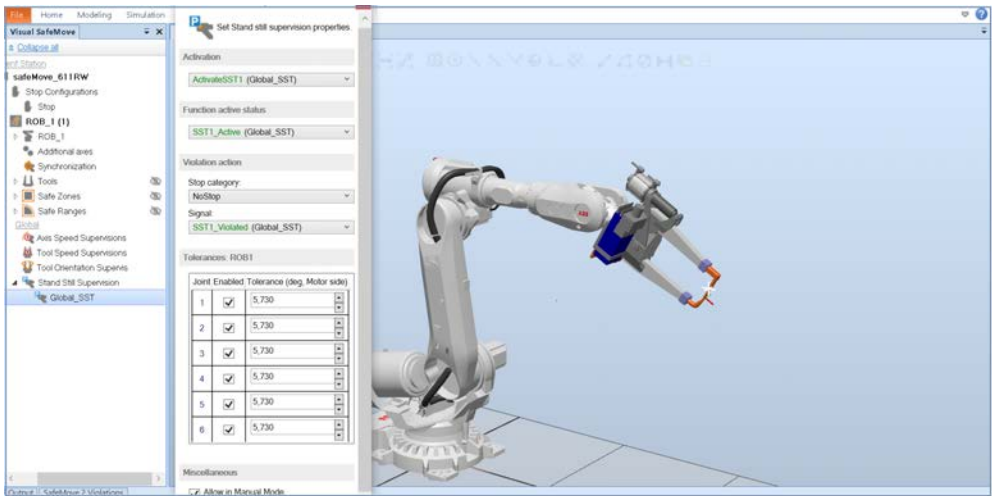 File Home Modeling Simulation
Visual SafeMove
Collapse all
safeMove_611RW
Stop Configurations
Stop
ROB_1 (1)
ROB_1
Additional axes
Synchronization
Tools
Safe Zones
Safe Ranges
Global
Axis Speed Supervisions
Tool Speed Supervisions
Tool Orientation Supervis
Stand Still Supervision
Global_SST
Output SafeMove 2 Violations
P
Set Stand still supervision properties.
Activation
ActivateSST1 (Global_SST)
Function active status
SST1_Active (Global_SST)
Violation action
Stop category:
NoStop
Signal:
SST1_Violated (Global_SST)
Tolerances: ROB1
Joint Enabled Tolerance (deg, Motor side)
1 5,730
2 5,730
3 5,730
4 5,730
5 5,730
6 5,730
Miscellaneous
Allow in Manual Mode
ABB